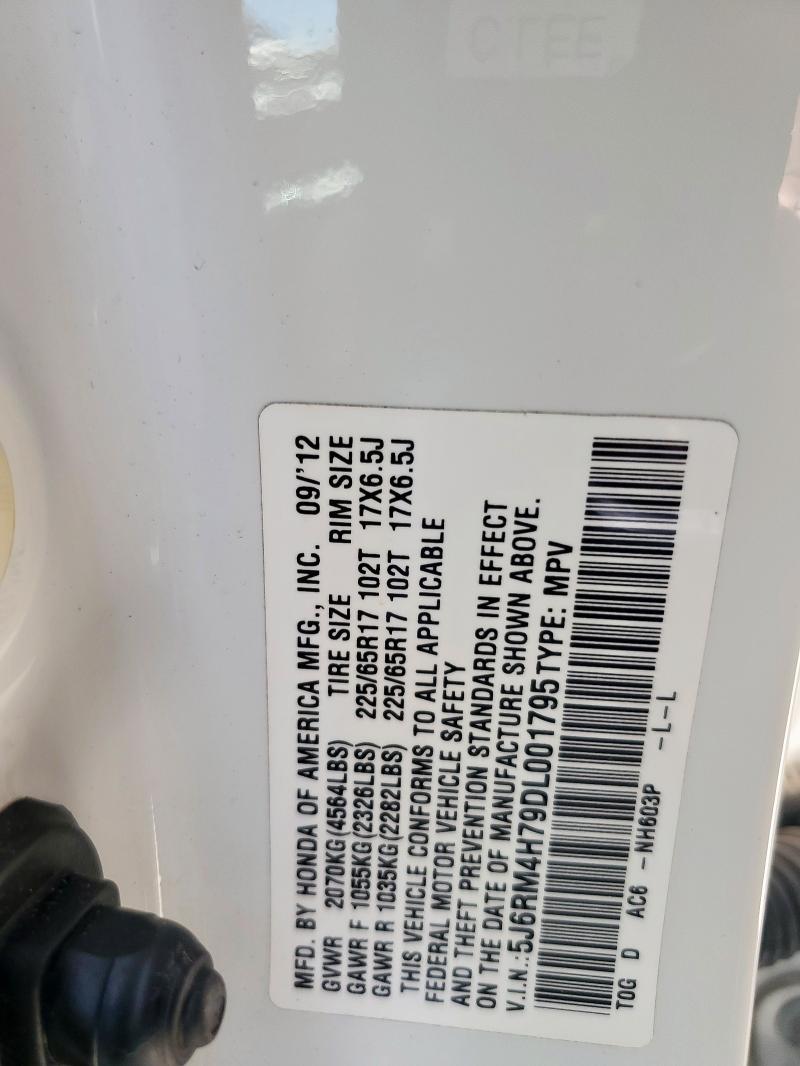 MFD. BY HONDA OF AMERICA MFG., INC. 09/'12
GVWR 2070KG(4564LBS) TIRE SIZE RIM SIZE
GAWR F 1055KG(2326LBS) 225/65R17 102T 17X6.5J
GAWR R 1035KG(2282LBS) 225/65R17 102T 17X6.5J
THIS VEHICLE CONFORMS TO ALL APPLICABLE
FEDERAL MOTOR VEHICLE SAFETY
AND THEFT PREVENTION STANDARDS IN EFFECT
ON THE DATE OF MANUFACTURE SHOWN ABOVE.
V.I.N.:5J6RM4H79DL001795 TYPE: MPV
T0G D AC6 -NH603P -L-L